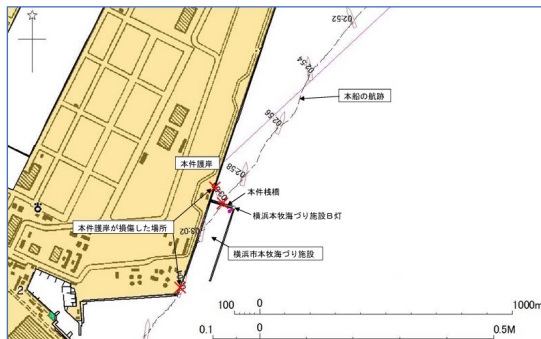 02:52
02:54
本船の航跡
02:56
02:58
本件護岸
本件桟橋
横浜本牧海づり施設B灯
本件護岸が損傷した場所
03:02
横浜市本牧海づり施設
2
100 0 1000m
0.1 0 0.5M